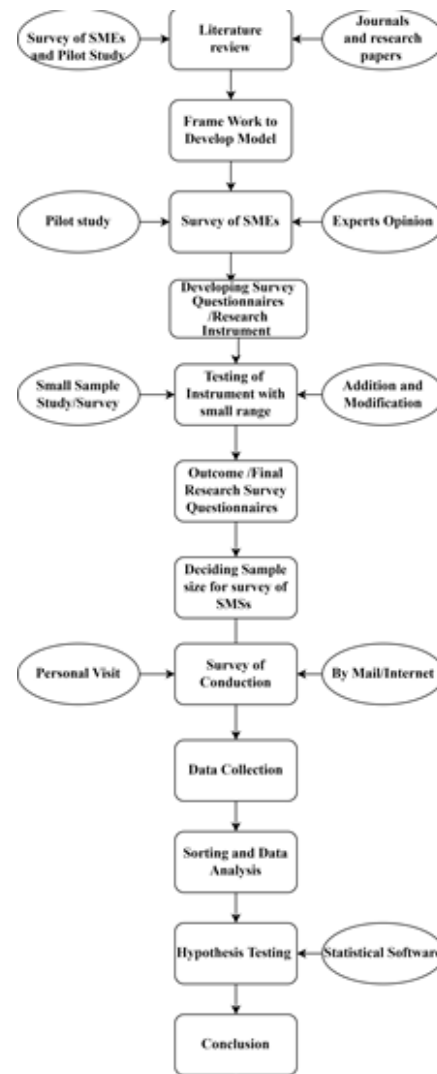 Survey of SMEs
and Pilot Study
Literature
review
Journals
and research
papers
Frame Work to
Develop Model
Pilot study
Survey of SMEs
Experts Opinion
Developing Survey
Questionnaires
/Research
Instrument
Small Sample
Study/Survey
Testing of
Instrument with
small range
Addition and
Modification
Outcome /Final
Research Survey
Questionnaires
Deciding Sample
size for survey of
SMSs
Personal Visit
Survey of
Conduction
By Mail/Internet
Data Collection
Sorting and Data
Analysis
Hypothesis Testing
Statistical Software
Conclusion